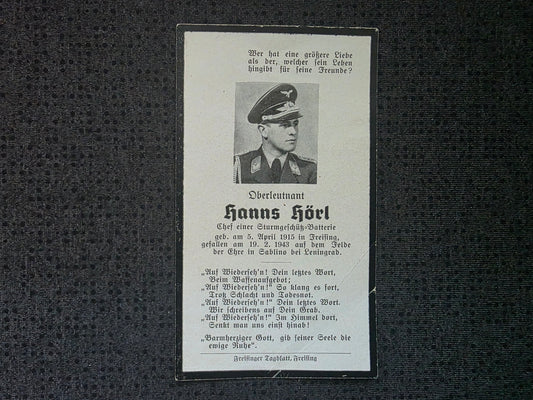 Wer hat eine größere Liebe
als der, welcher sein Leben
hingibt für seine Freunde?
Oberleutnant
Hanns Hörl
Chef einer Sturmgeschütz-Batterie
geb. am 5. April 1915 in Freising,
gefallen am 19. 2. 1943 auf dem Felde
der Ehre in Sablino bei Leningrad.
„Auf Wiederseh'n! Dein letztes Wort,
Beim Waffenaufgebot;
„Auf Wiederseh'n!" So klang es fort,
Trotz Schlacht und Todesnot.
„Auf Wiederseh'n! Dein letztes Wort.
Wir schreibens auf Dein Grab.
„Auf Wiederseh'n!" Im Himmel dort,
Senkt man uns einst hinab!
„Barmherziger Gott, gib seiner Seele die
ewige Ruhe".
Freisinger Tagblatt, Freising